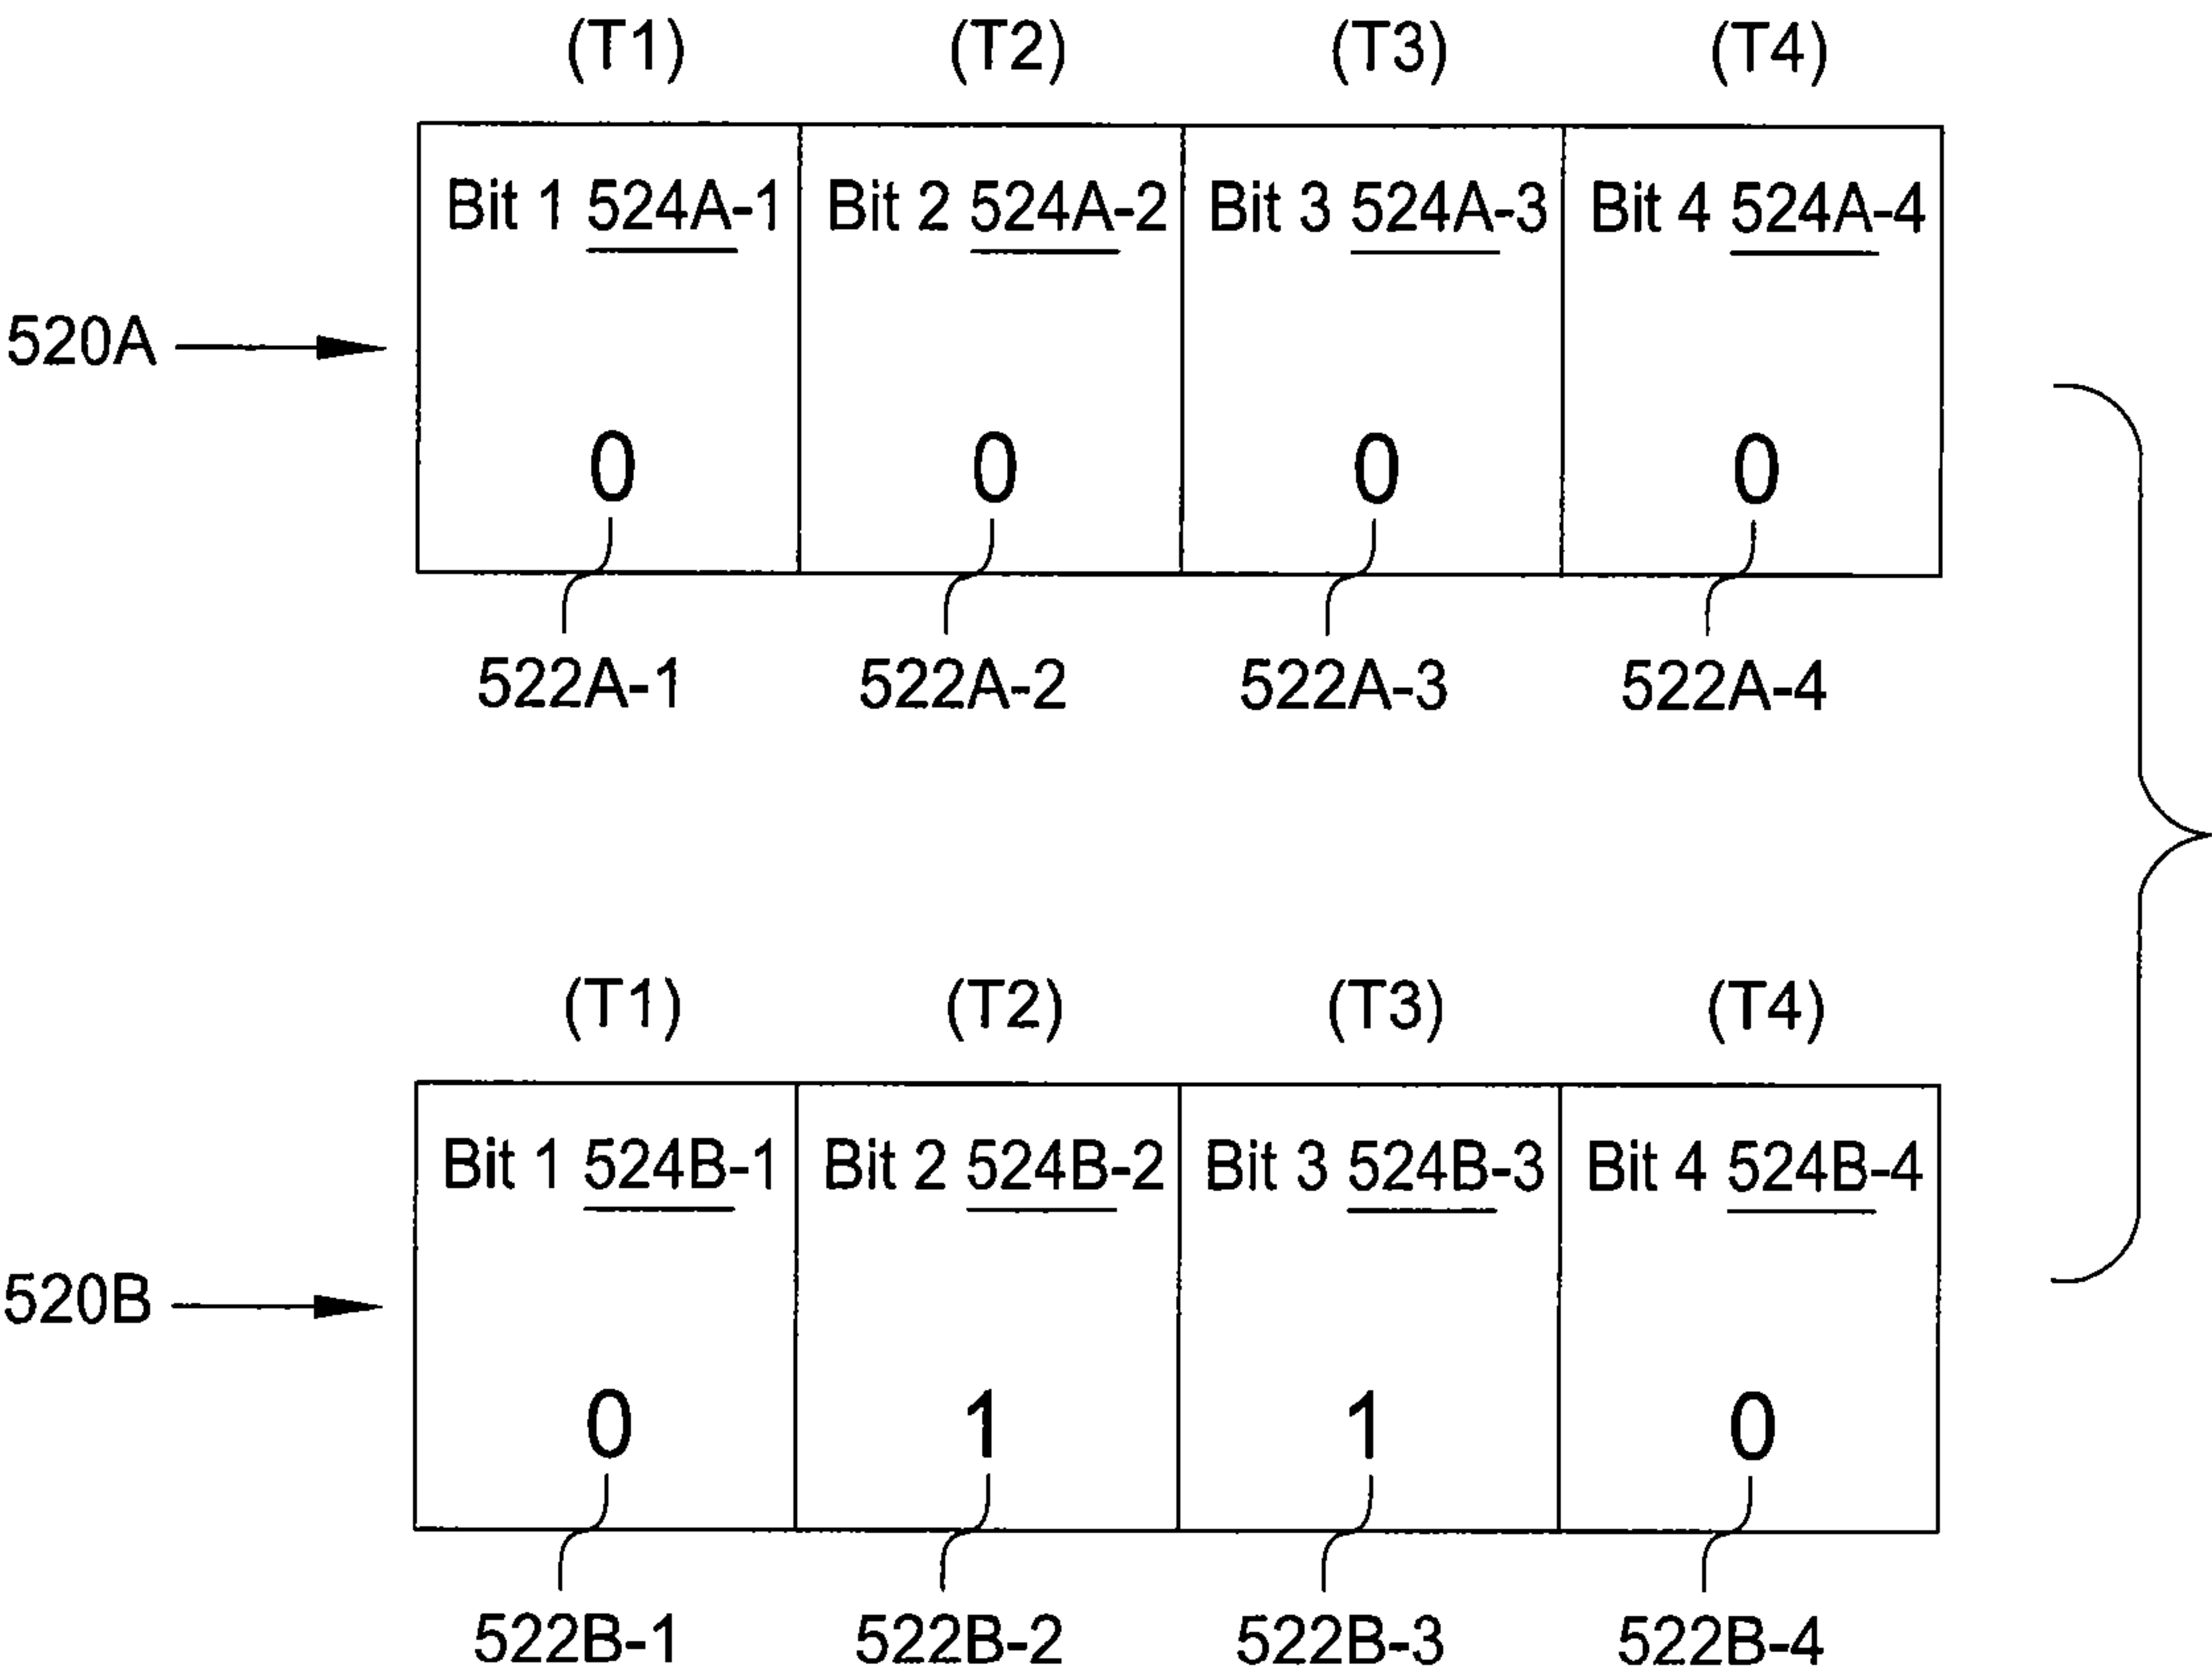 (T1) (T2) (T3) (T4)
Bit 1 524A-1 Bit 2 524A-2 Bit 3 524A-3 Bit 4 524A-4
520A
0 0 0 0
522A-1 522A-2 522A-3 522A-4
(T1) (T2) (T3) (T4)
Bit 1 524B-1 Bit 2 524B-2 Bit 3 524B-3 Bit 4 524B-4
520B
0 1 1 0
522B-1 522B-2 522B-3 522B-4